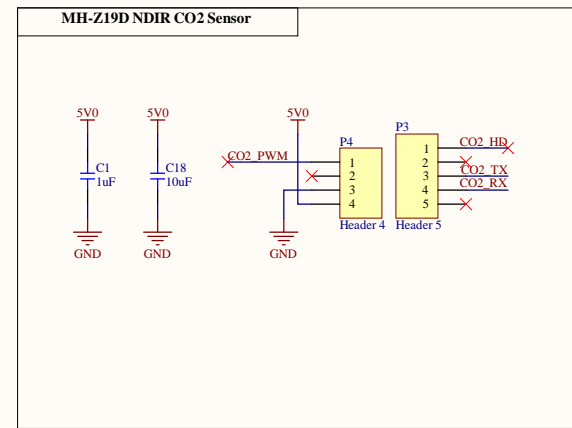 MH-Z19D NDIR CO2 Sensor
5V0
5V0
5V0
P4
P3
C1
1uF
C18
10uF
CO2_PWM
1
2
3
4
Header 4
1
2
3
4
5
Header 5
CO2_HD
CO2_TX
CO2_RX
GND
GND
GND